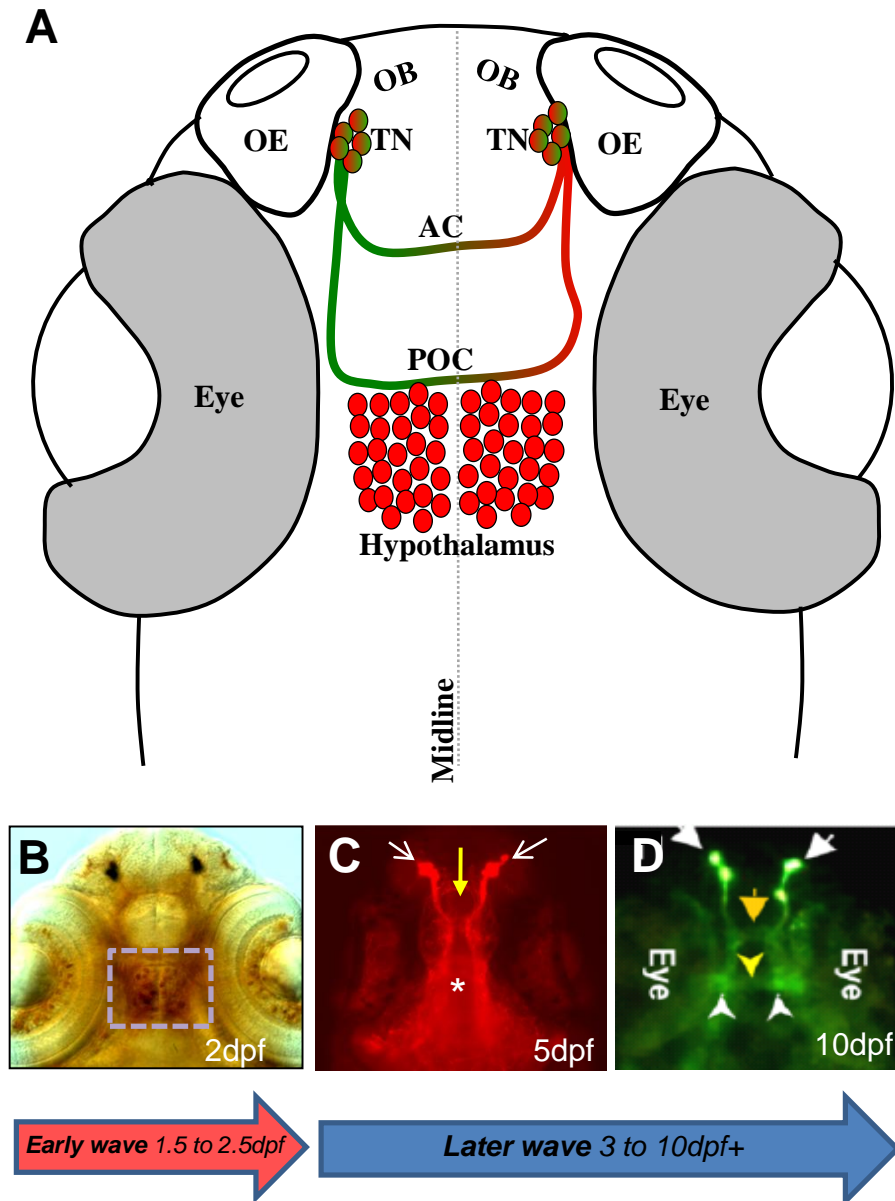 A
OB OB
OE TN TN OE
AC
POC
Eye Eye
Hypothalamus
Midline
B C D
*
Eye Eye
2dpf 5dpf 10dpf
Early wave 1.5 to 2.5dpf Later wave 3 to 10dpf+